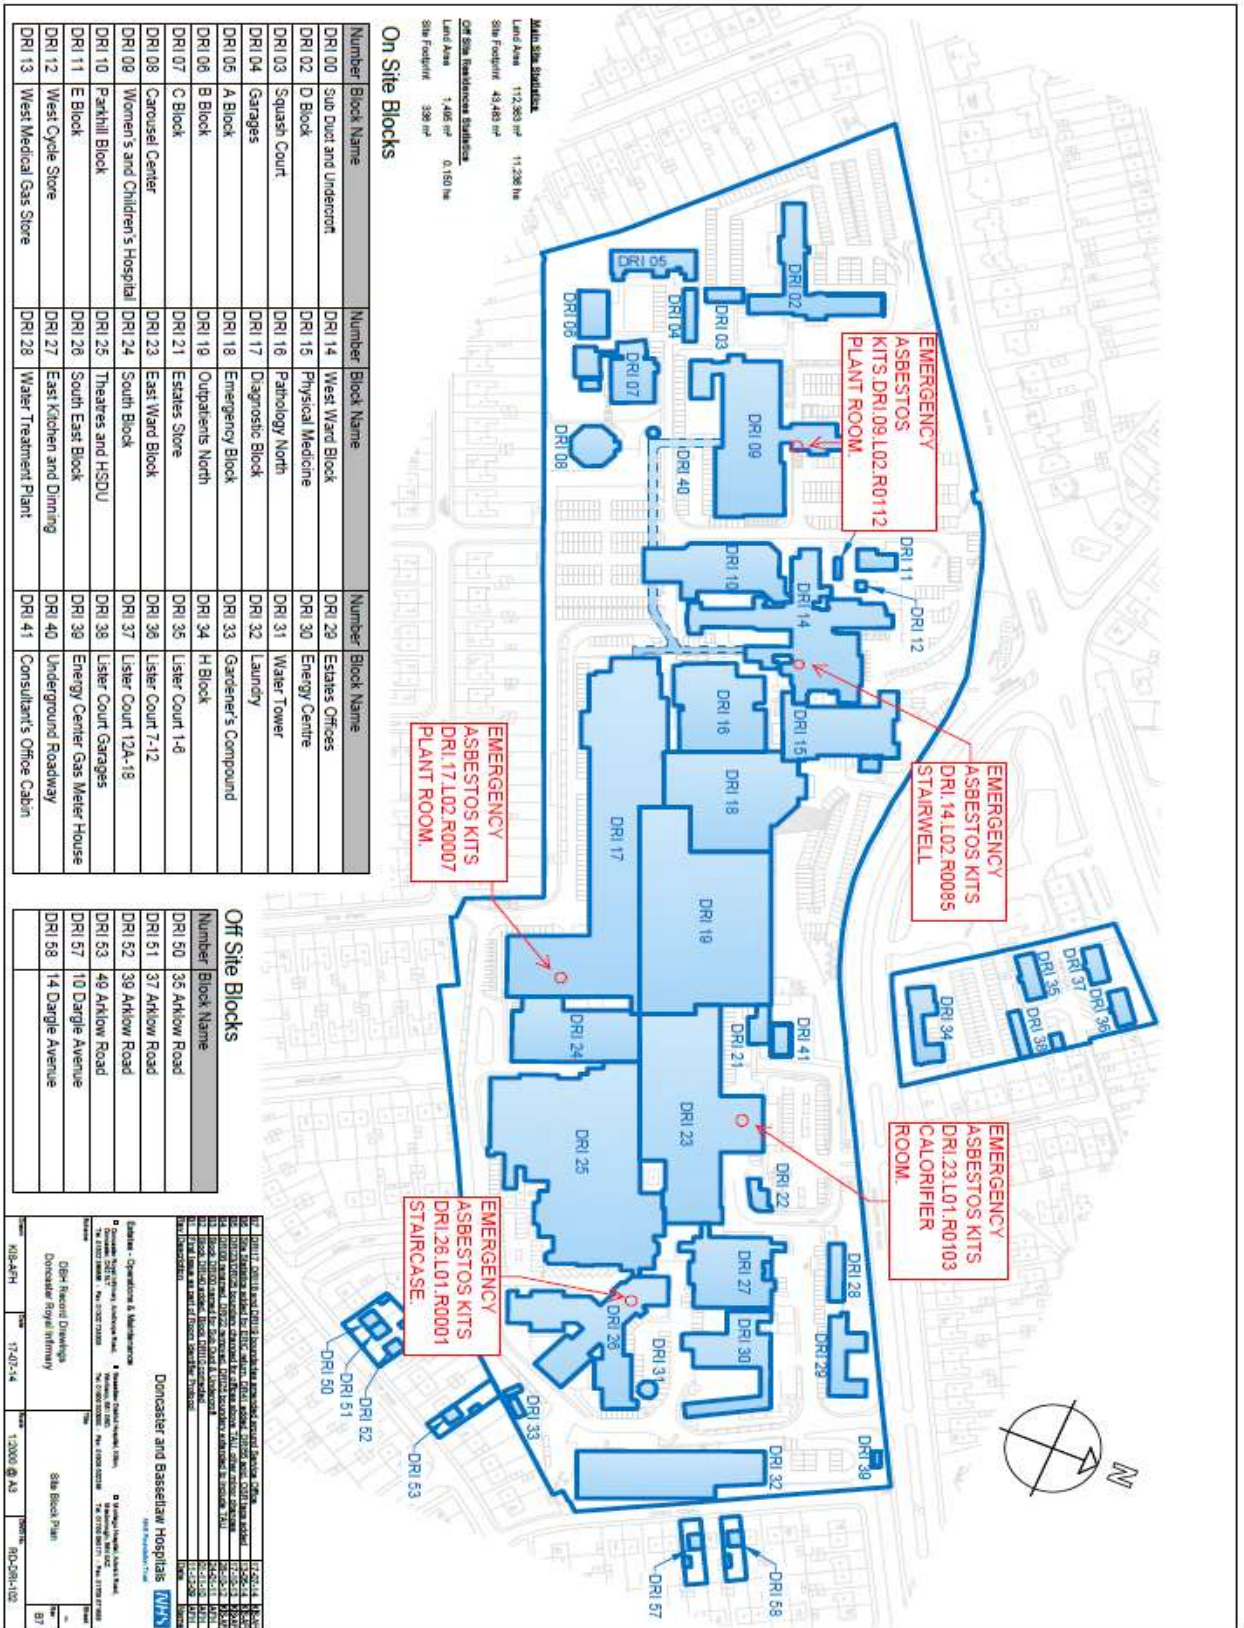 Main Site Statistics
Land Area 112,363 m² 11.236 ha
Site Footprint 43,483 m²
Off Site Residences Statistics
Land Area 1,495 m² 0.150 ha
Site Footprint 336 m²
On Site Blocks
Number Block Name Number Block Name Number Block Name
DRI 00 Sub Duct and Undercroft DRI 14 West Ward Block DRI 29 Estates Offices
DRI 02 D Block DRI 15 Physical Medicine DRI 30 Energy Centre
DRI 03 Squash Court DRI 16 Pathology North DRI 31 Water Tower
DRI 04 Garages DRI 17 Diagnostic Block DRI 32 Laundry
DRI 05 A Block DRI 18 Emergency Block DRI 33 Gardener's Compound
DRI 06 B Block DRI 19 Outpatients North DRI 34 H Block
DRI 07 C Block DRI 21 Estates Store DRI 35 Lister Court 1-6
DRI 08 Carousel Center DRI 23 East Ward Block DRI 36 Lister Court 7-12
DRI 09 Women's and Children's Hospital DRI 24 South Block DRI 37 Lister Court 12A-18
DRI 10 Parkhill Block DRI 25 Theatres and HSDU DRI 38 Lister Court Garages
DRI 11 E Block DRI 26 South East Block DRI 39 Energy Center Gas Meter House
DRI 12 West Cycle Store DRI 27 East Kitchen and Dinning DRI 40 Underground Roadway
DRI 13 West Medical Gas Store DRI 28 Water Treatment Plant DRI 41 Consultant's Office Cabin
Off Site Blocks
Number Block Name
DRI 50 35 Arklow Road
DRI 51 37 Arklow Road
DRI 52 39 Arklow Road
DRI 53 49 Arklow Road
DRI 57 10 Dargle Avenue
DRI 58 14 Dargle Avenue
EMERGENCY
ASBESTOS
KITS.DRI.09.L02.R0112
PLANT ROOM.
EMERGENCY
ASBESTOS KITS
DRI.14.L02.R0085
STAIRWELL
EMERGENCY
ASBESTOS KITS
DRI.17.L02.R0007
PLANT ROOM.
EMERGENCY
ASBESTOS KITS
DRI.23.L01.R00103
CALORIFIER
ROOM.
EMERGENCY
ASBESTOS KITS
DRI.26.L01.R0001
STAIRCASE.
DRI 02
DRI 03
DRI 04
DRI 05
DRI 06
DRI 07
DRI 08
DRI 09
DRI 40
DRI 10
DRI 11
DRI 12
DRI 14
DRI 15
DRI 16
DRI 17
DRI 18
DRI 19
DRI 21
DRI 41
DRI 22
DRI 23
DRI 24
DRI 25
DRI 26
DRI 27
DRI 28
DRI 29
DRI 30
DRI 31
DRI 32
DRI 33
DRI 34
DRI 35
DRI 36
DRI 37
DRI 38
DRI 39
DRI 50
DRI 51
DRI 52
DRI 53
DRI 57
DRI 58
N
Doncaster and Bassetlaw Hospitals NHS
NHS Foundation Trust
Estates - Operations & Maintenance
DBH Record Drawings
Doncaster Royal Infirmary
Site Block Plan
KIB-AFH 17-07-14 1:2000 @ A3 RD-DRI-102 B7